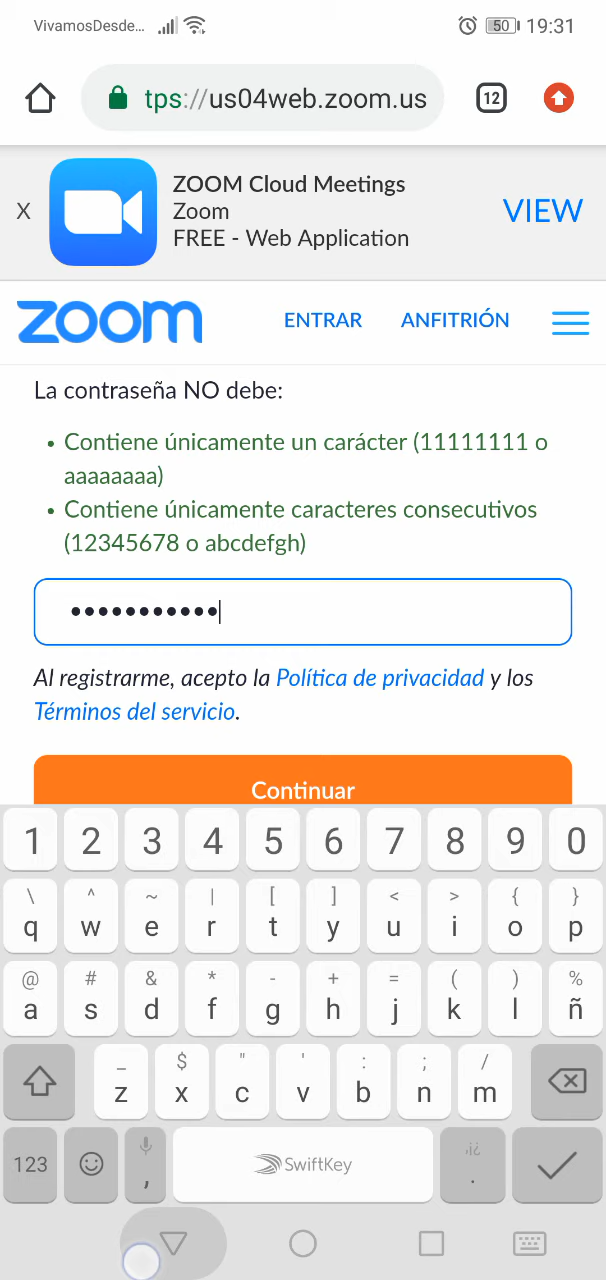 VivamosDesde... 50 19:31
tps://us04web.zoom.us 12
X
ZOOM Cloud Meetings
Zoom
FREE - Web Application
VIEW
zoom ENTRAR ANFITRIÓN
La contraseña NO debe:
• Contiene únicamente un carácter (11111111 o
aaaaaaaa)
• Contiene únicamente caracteres consecutivos
(12345678 o abcdefgh)
•••••••••••
Al registrarme, acepto la Política de privacidad y los
Términos del servicio.
Continuar
1 2 3 4 5 6 7 8 9 0
\ ^ ~ | [ ] < > { }
q w e r t y u i o p
@ # & * - + = ( ) %
a s d f g h j k l ñ
_ $ " ' : ; /
z x c v b n m
123 , SwiftKey .